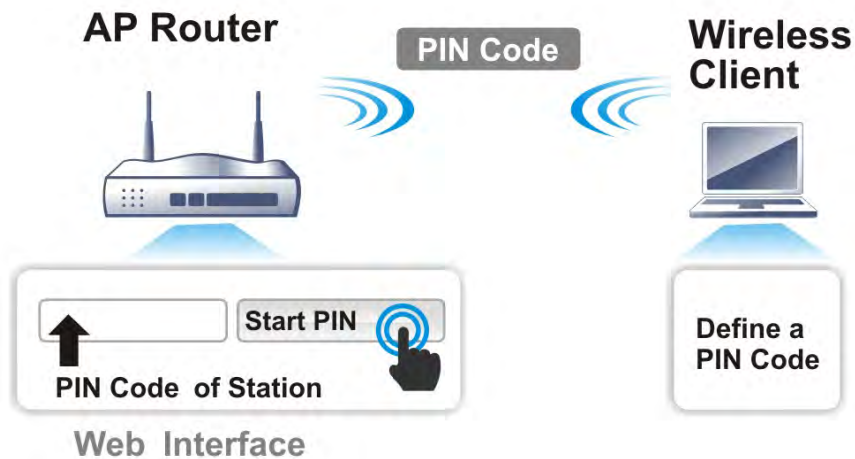 AP Router
PIN Code
Wireless
Client
Start PIN
PIN Code of Station
Web Interface
Define a
PIN Code